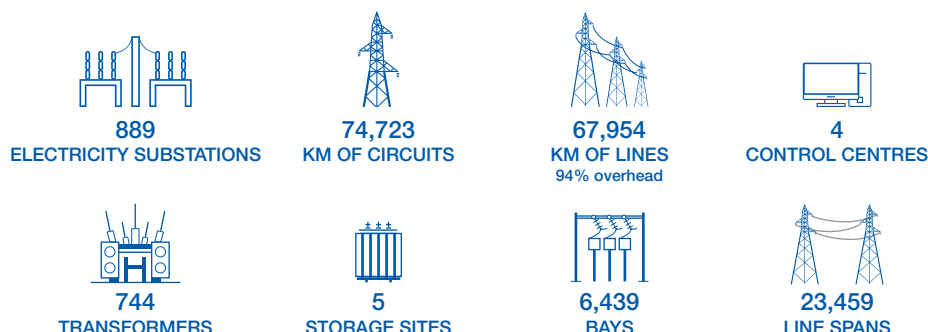 889
ELECTRICITY SUBSTATIONS
74,723
KM OF CIRCUITS
67,954
KM OF LINES
94% overhead
4
CONTROL CENTRES
744
TRANSFORMERS
5
STORAGE SITES
6,439
BAYS
23,459
LINE SPANS